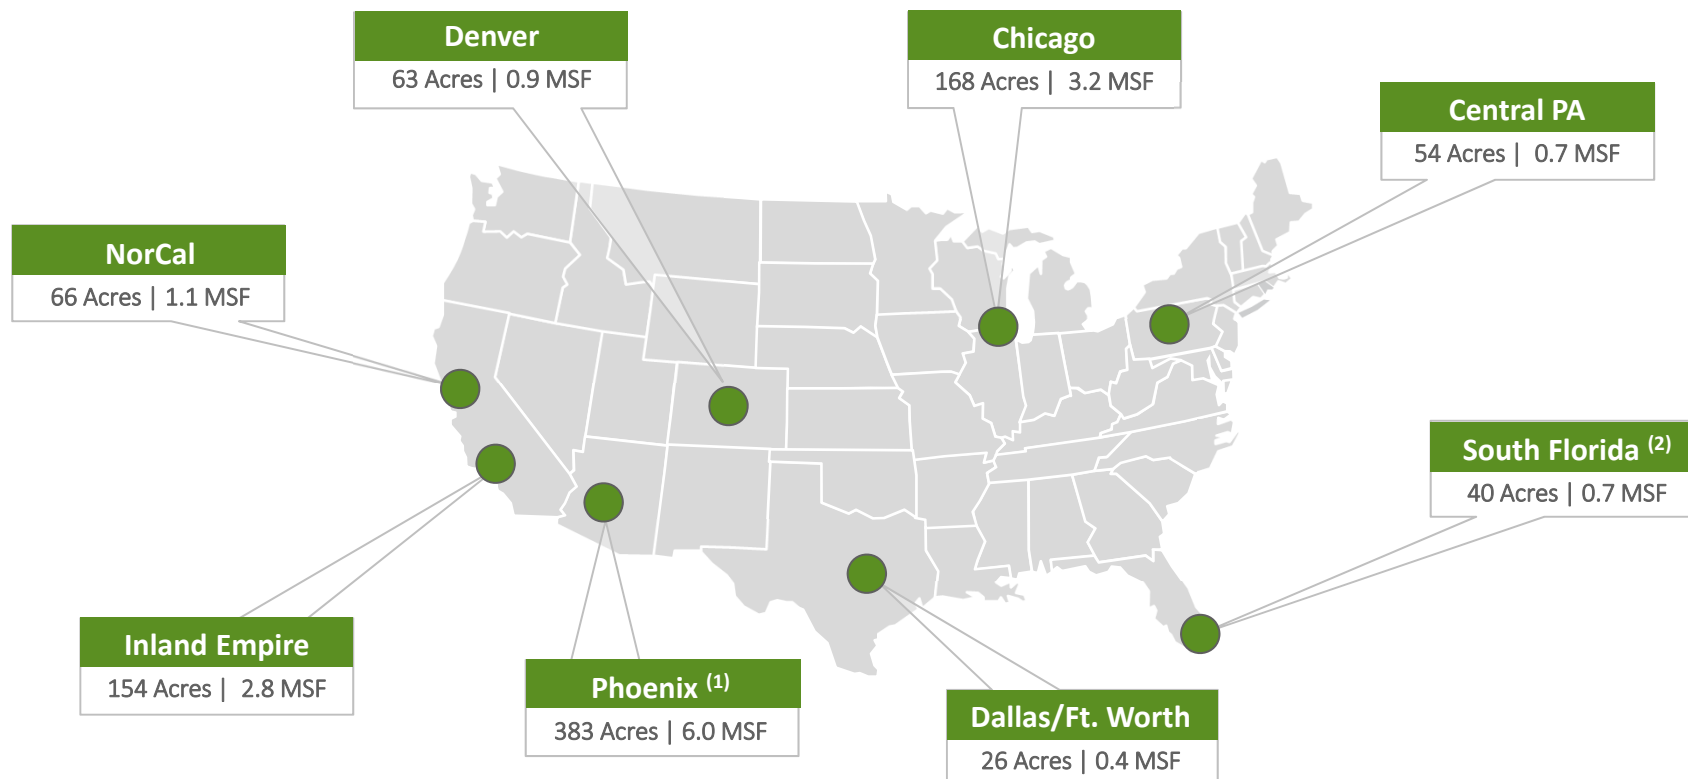 Denver
63 Acres | 0.9 MSF
Chicago
168 Acres | 3.2 MSF
Central PA
54 Acres | 0.7 MSF
NorCal
66 Acres | 1.1 MSF
South Florida (2)
40 Acres | 0.7 MSF
Inland Empire
154 Acres | 2.8 MSF
Phoenix (1)
383 Acres | 6.0 MSF
Dallas/Ft. Worth
26 Acres | 0.4 MSF